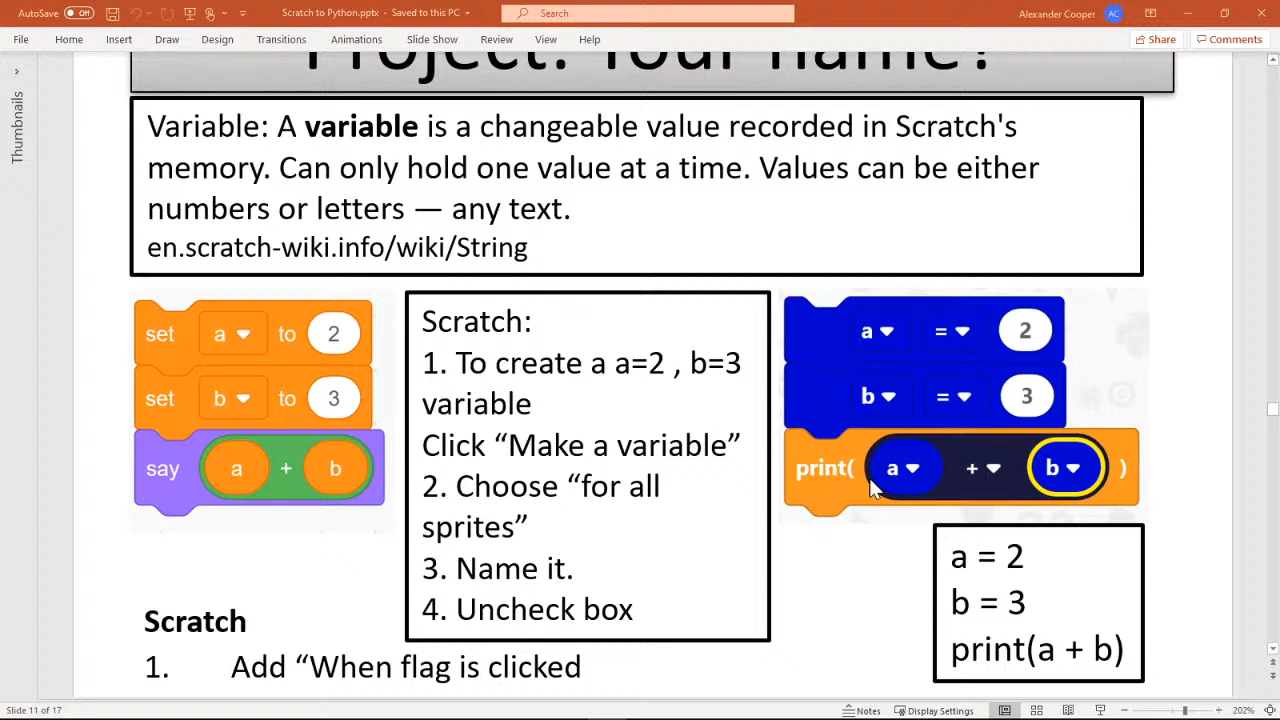 AutoSave Off Scratch to Python.pptx - Saved to this PC Search Alexander Cooper AC
File Home Insert Draw Design Transitions Animations Slide Show Review View Help Share Comments
Thumbnails
Project: Your name?
Variable: A variable is a changeable value recorded in Scratch's
memory. Can only hold one value at a time. Values can be either
numbers or letters — any text.
en.scratch-wiki.info/wiki/String
set a to 2
set b to 3
say a + b
Scratch:
1. To create a a=2 , b=3
variable
Click “Make a variable”
2. Choose “for all
sprites”
3. Name it.
4. Uncheck box
a = 2
b = 3
print( a + b )
a = 2
b = 3
print(a + b)
Scratch
1. Add “When flag is clicked
Slide 11 of 17 Notes Display Settings 202%